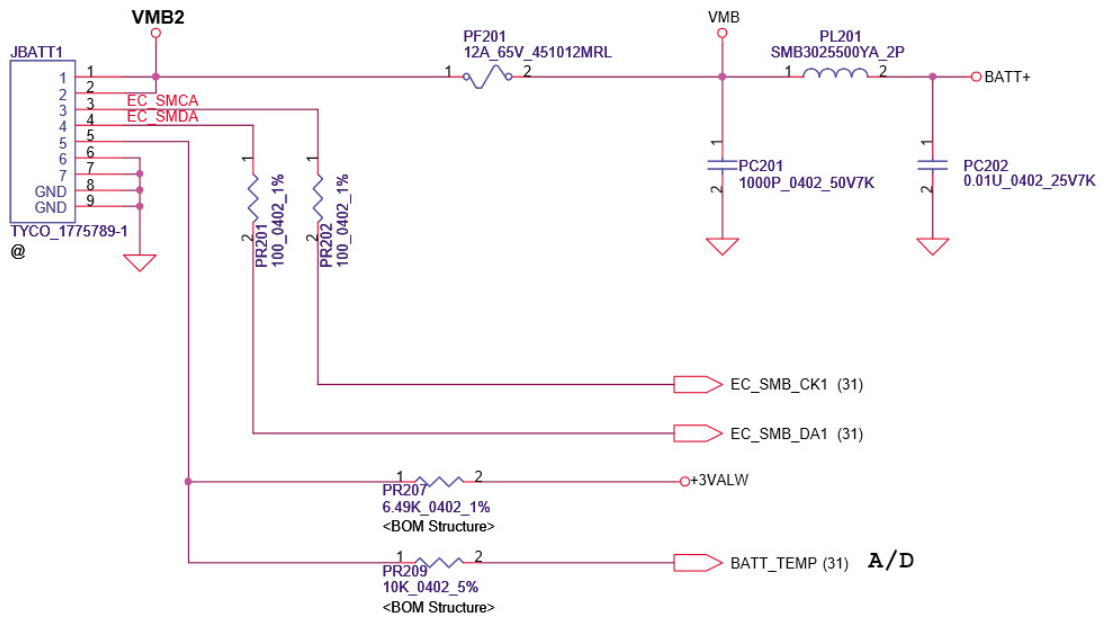 VMB2
JBATT1
1
2
3
4
5
6
7
GND
GND
1
2
3
4
5
6
7
8
9
EC_SMCA
EC_SMDA
TYCO_1775789-1
@
PF201
12A_65V_451012MRL
1
2
VMB
PL201
SMB3025500YA_2P
1
2
BATT+
1
2
PC201
1000P_0402_50V7K
1
2
PC202
0.01U_0402_25V7K
1
2
PR201
100_0402_1%
1
2
PR202
100_0402_1%
EC_SMB_CK1 (31)
EC_SMB_DA1 (31)
1
2
PR207
6.49K_0402_1%
<BOM Structure>
+3VALW
1
2
PR209
10K_0402_5%
<BOM Structure>
BATT_TEMP (31)
A/D